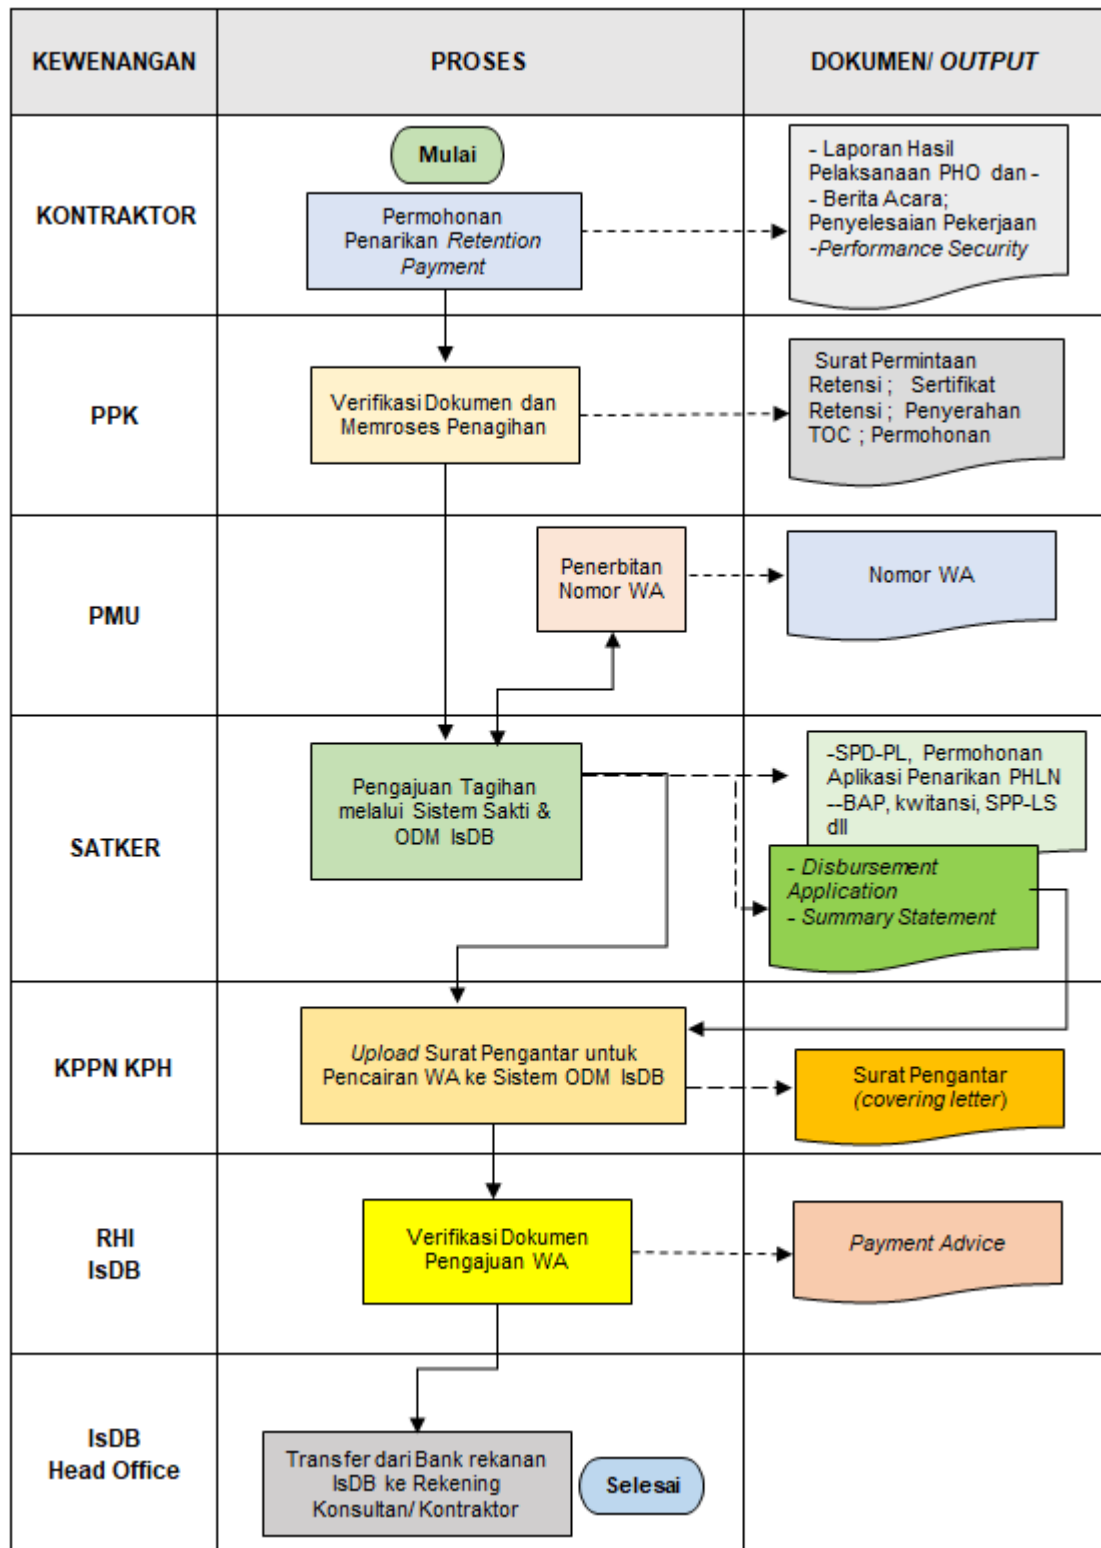 KEWENANGAN
PROSES
DOKUMEN/ OUTPUT
KONTRAKTOR
Mulai
Permohonan
Penarikan Retention
Payment
- Laporan Hasil
Pelaksanaan PHO dan -
- Berita Acara;
Penyelesaian Pekerjaan
-Performance Security
PPK
Verifikasi Dokumen dan
Memroses Penagihan
Surat Permintaan
Retensi ; Sertifikat
Retensi ; Penyerahan
TOC ; Permohonan
PMU
Penerbitan
Nomor WA
Nomor WA
SATKER
Pengajuan Tagihan
melalui Sistem Sakti &
ODM IsDB
-SPD-PL, Permohonan
Aplikasi Penarikan PHLN
--BAP, kwitansi, SPP-LS
dll
- Disbursement
Application
- Summary Statement
KPPN KPH
Upload Surat Pengantar untuk
Pencairan WA ke Sistem ODM IsDB
Surat Pengantar
(covering letter)
RHI
IsDB
Verifikasi Dokumen
Pengajuan WA
Payment Advice
IsDB
Head Office
Transfer dari Bank rekanan
IsDB ke Rekening
Konsultan/ Kontraktor
Selesai